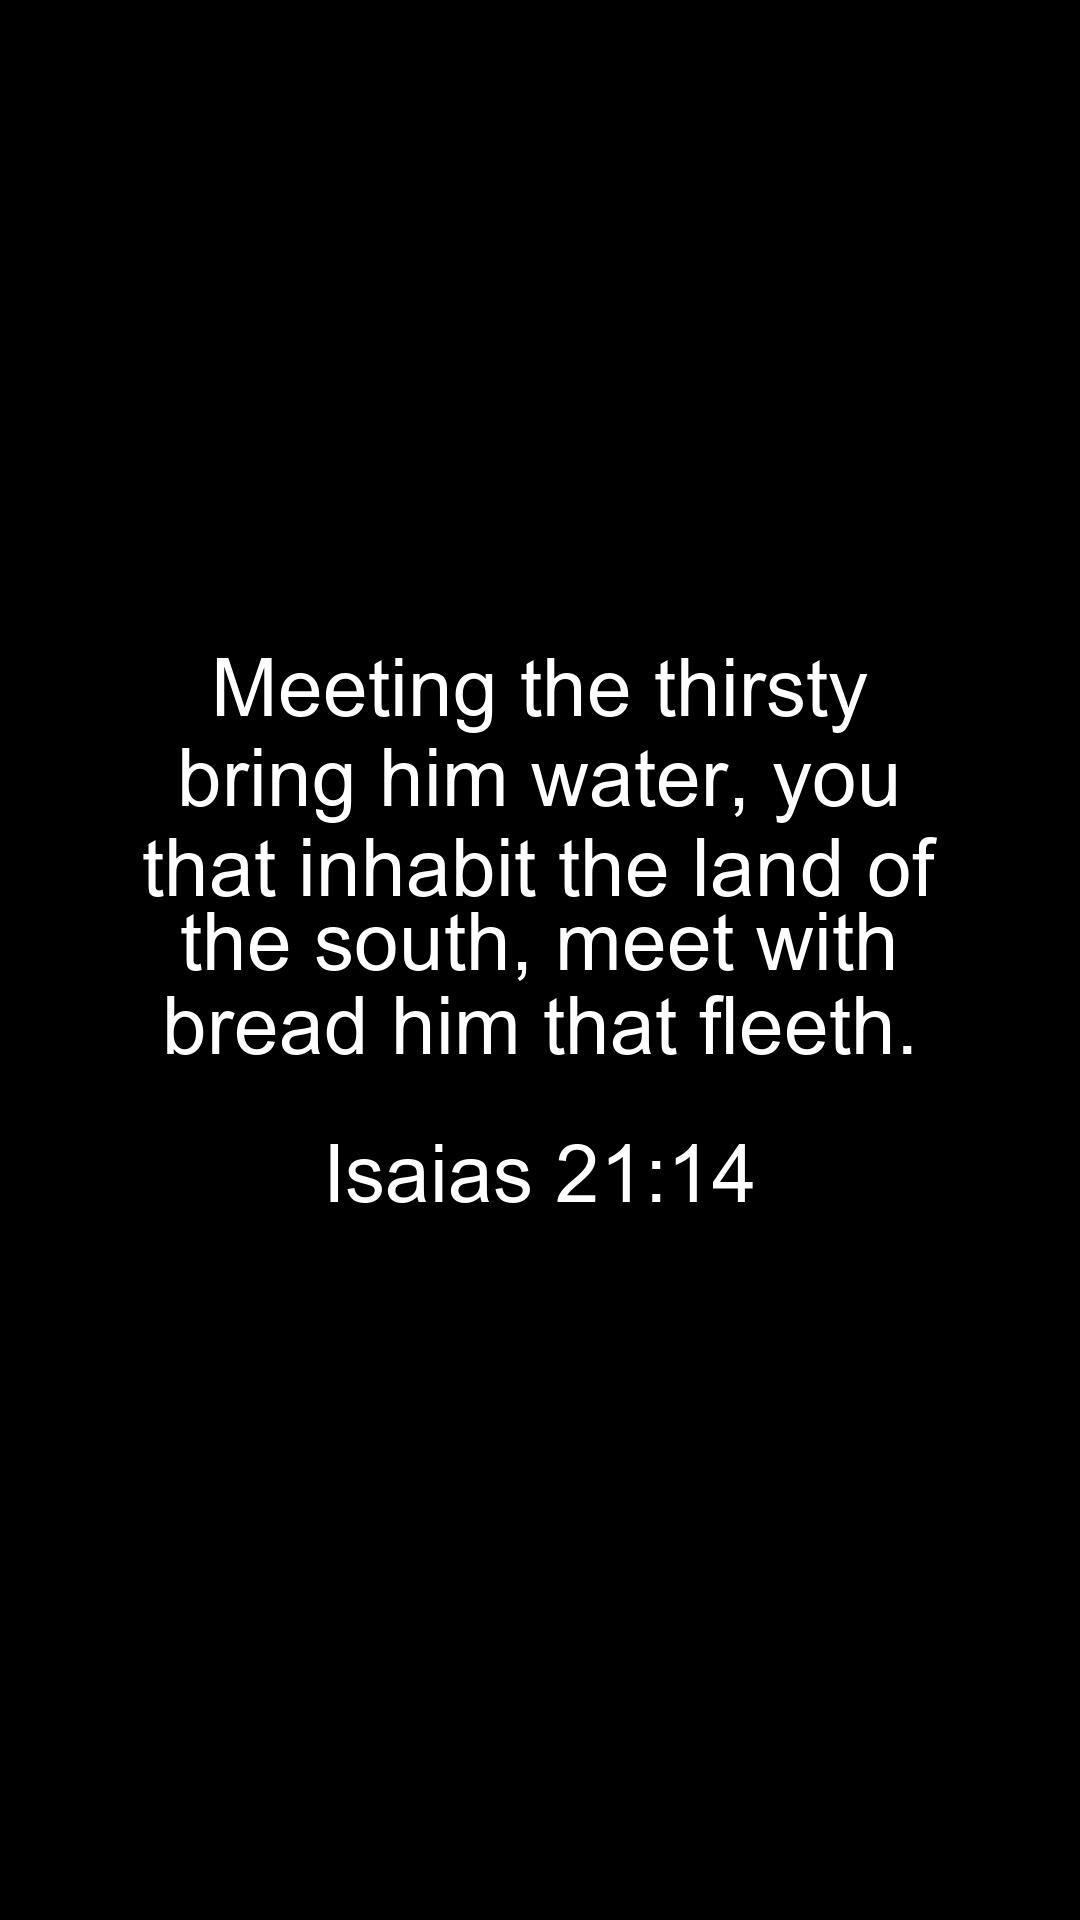 Meeting the thirsty
bring him water, you
that inhabit the land of
the south, meet with
bread him that fleeth.
Isaias 21:14